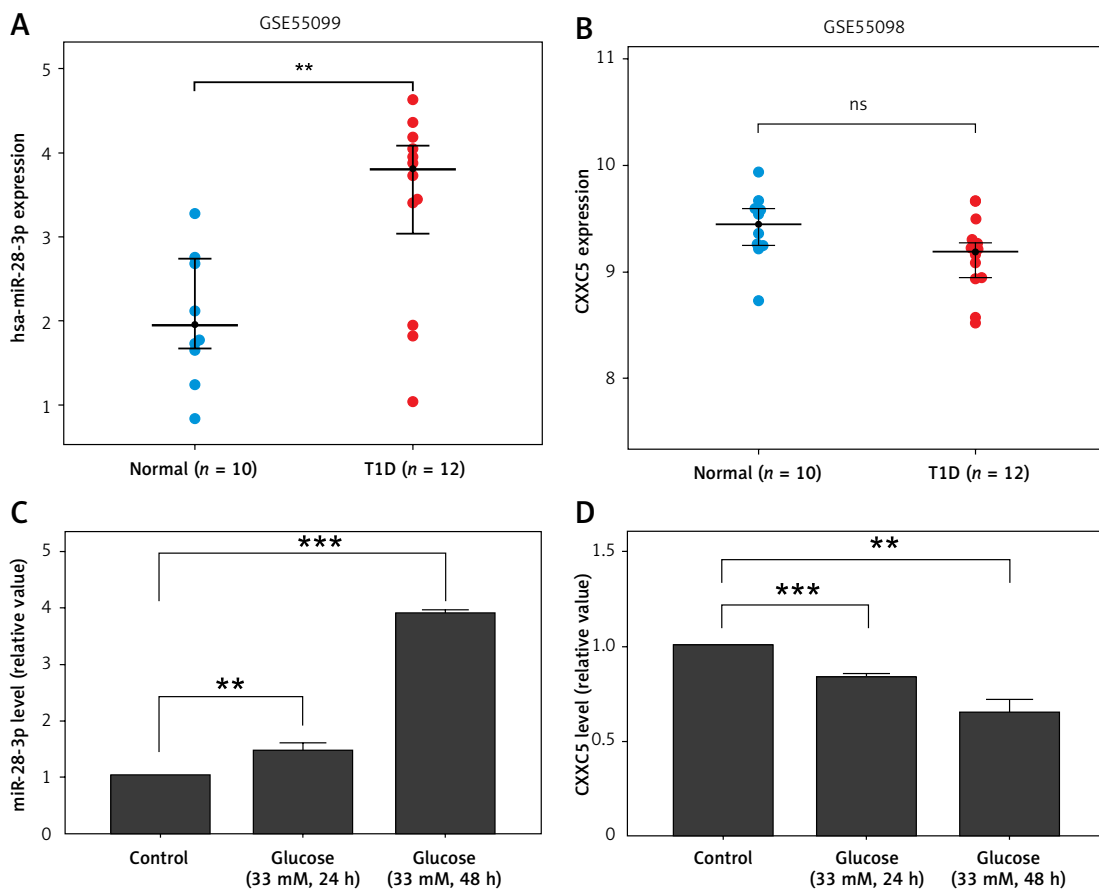 A
GSE55099
hsa-miR-28-3p expression
5
4
3
2
1
**
Normal (n = 10)
T1D (n = 12)
B
GSE55098
CXXC5 expression
11
10
9
8
ns
Normal (n = 10)
T1D (n = 12)
C
miR-28-3p level (relative value)
5
4
3
2
1
0
***
**
Control
Glucose
(33 mM, 24 h)
Glucose
(33 mM, 48 h)
D
CXXC5 level (relative value)
1.5
1.0
0.5
0
**
***
Control
Glucose
(33 mM, 24 h)
Glucose
(33 mM, 48 h)